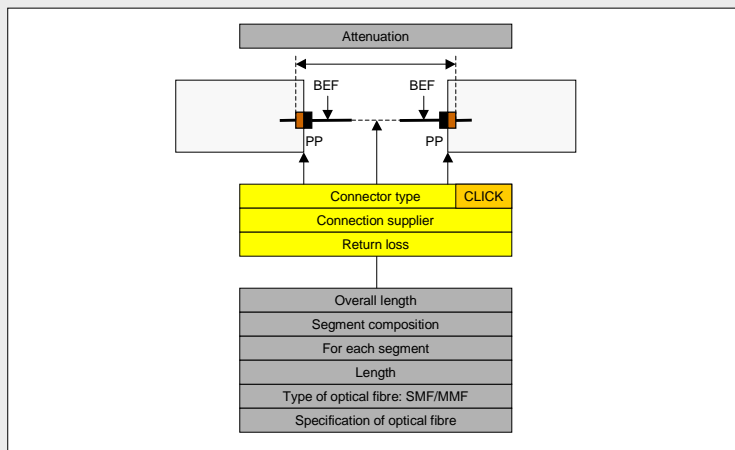 Attenuation
BEF
BEF
PP
PP
Connector type
CLICK
Connection supplier
Return loss
Overall length
Segment composition
For each segment
Length
Type of optical fibre: SMF/MMF
Specification of optical fibre